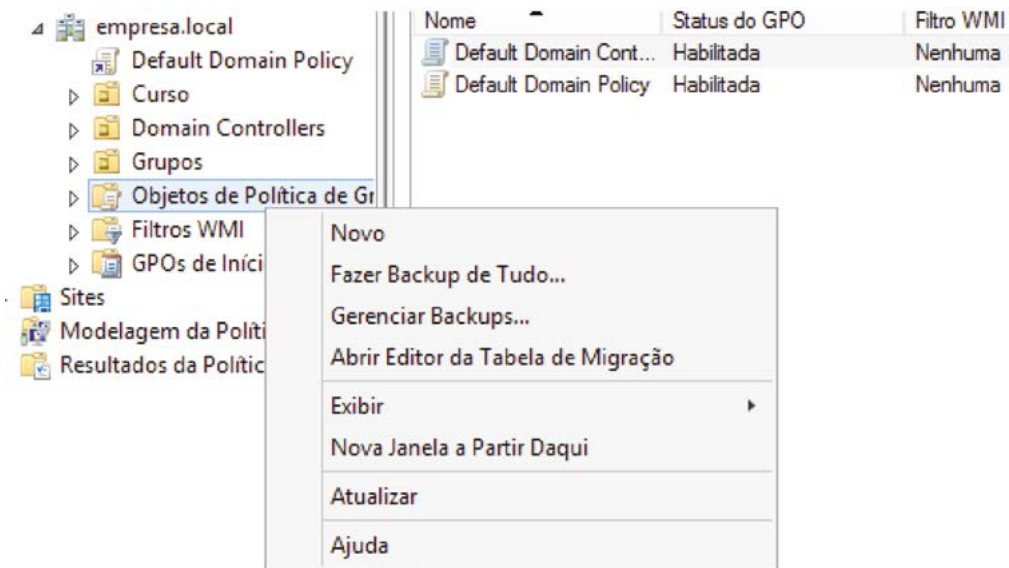 empresa.local
Default Domain Policy
Curso
Domain Controllers
Grupos
Objetos de Política de Gr
Filtros WMI
GPOs de Iníci
Sites
Modelagem da Políti
Resultados da Polític
Nome Status do GPO Filtro WMI
Default Domain Cont... Habilitada Nenhuma
Default Domain Policy Habilitada Nenhuma
Novo
Fazer Backup de Tudo...
Gerenciar Backups...
Abrir Editor da Tabela de Migração
Exibir
Nova Janela a Partir Daqui
Atualizar
Ajuda